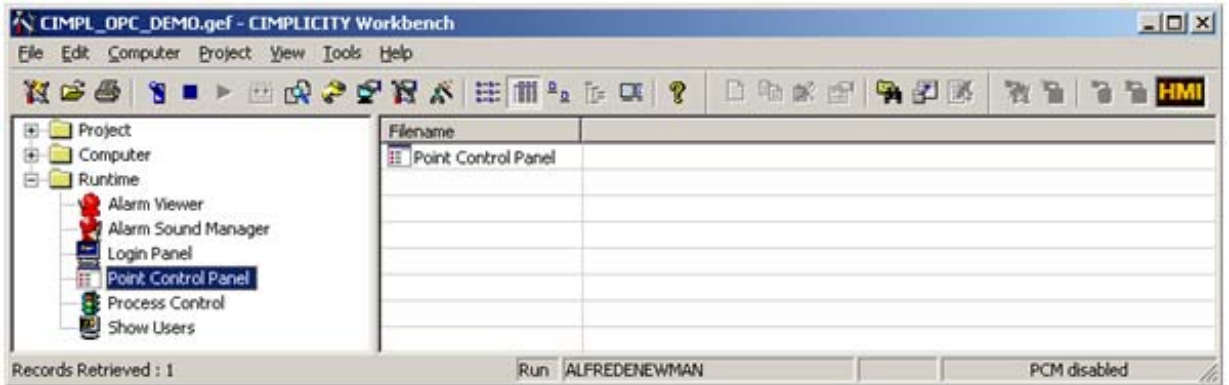 CIMPL_OPC_DEMO.gef - CIMPLICITY Workbench
File Edit Computer Project View Tools Help
HMI
Project
Computer
Runtime
Alarm Viewer
Alarm Sound Manager
Login Panel
Point Control Panel
Process Control
Show Users
Filename
Point Control Panel
Records Retrieved : 1 Run ALFREDENEWMAN PCM disabled